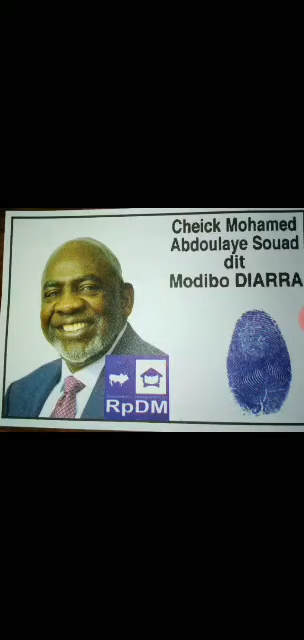 Cheick Mohamed
Abdoulaye Souad
dit
Modibo DIARRA
RpDM